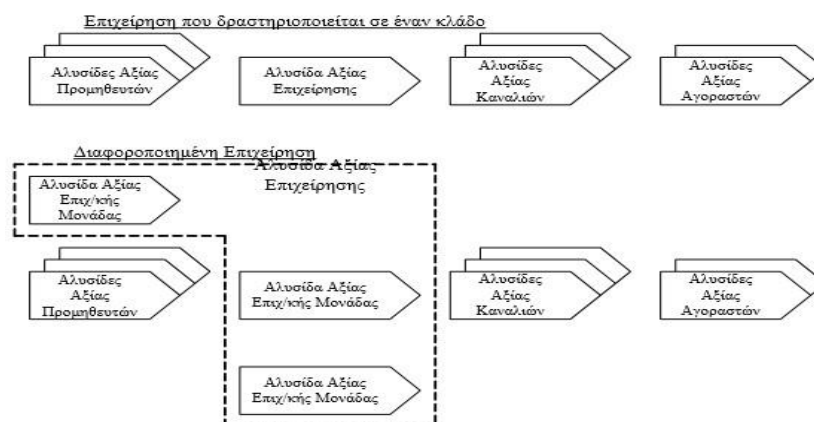 Επιχείρηση που δραστηριοποιείται σε έναν κλάδο
Αλυσίδες Αξίας
Προμηθευτών
Αλυσίδα Αξίας
Επιχείρησης
Αλυσίδες
Αξίας
Καναλιών
Αλυσίδες
Αξίας
Αγοραστών
Διαφοροποιημένη Επιχείρηση
Αλυσίδα Αξίας
Επιχείρησης
Αλυσίδα Αξίας
Επιχ/κής
Μονάδας
Αλυσίδες
Αξίας
Προμηθευτών
Αλυσίδα Αξίας
Επιχ/κής Μονάδας
Αλυσίδες
Αξίας
Καναλιών
Αλυσίδες
Αξίας
Αγοραστών
Αλυσίδα Αξίας
Επιχ/κής Μονάδας